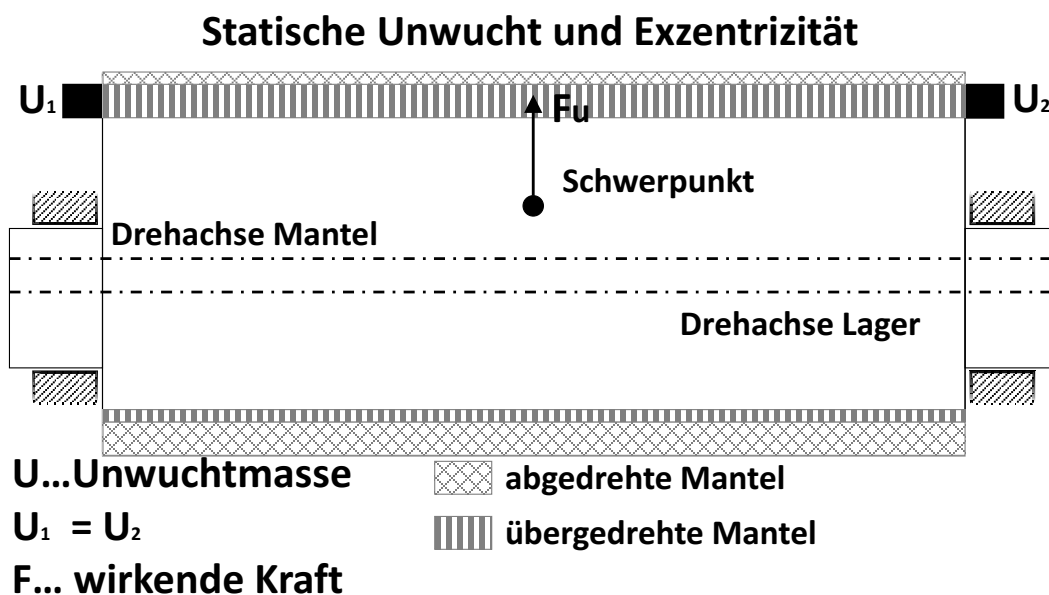 Statische Unwucht und Exzentrizität
U₁
U₂
Fu
Schwerpunkt
Drehachse Mantel
Drehachse Lager
U...Unwuchtmasse
abgedrehte Mantel
U₁ = U₂
übergedrehte Mantel
F... wirkende Kraft